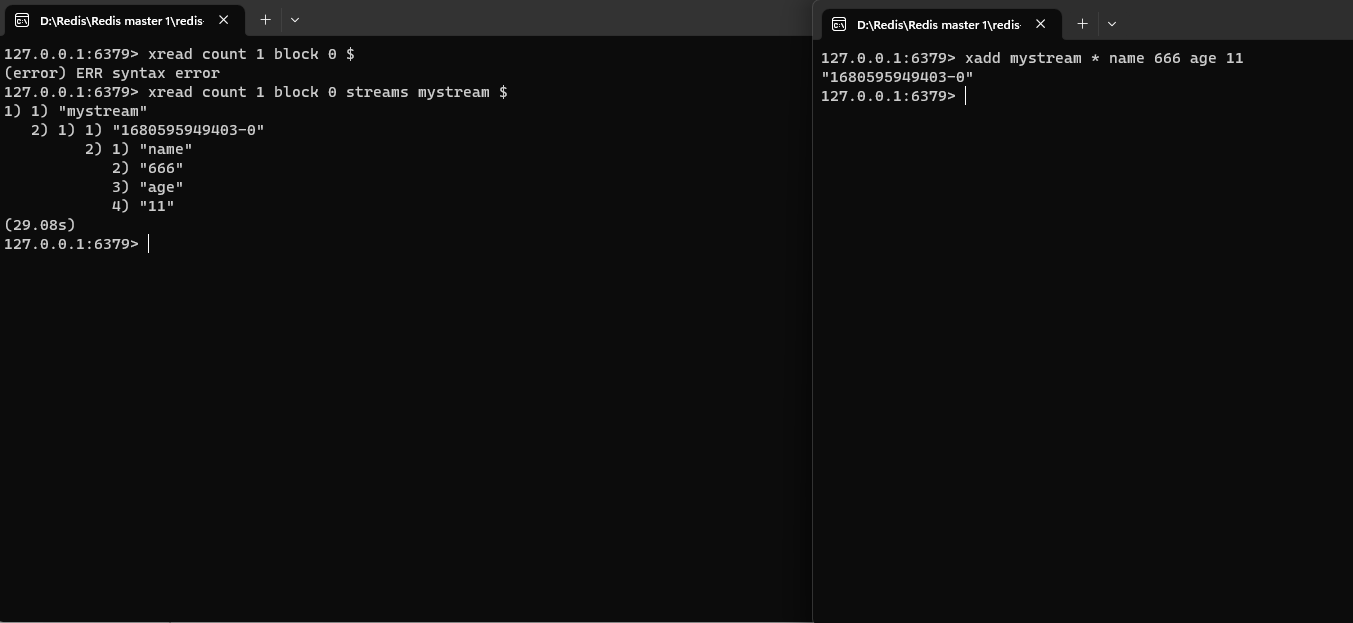 D:\Redis\Redis master 1\redis-
127.0.0.1:6379> xread count 1 block 0 $
(error) ERR syntax error
127.0.0.1:6379> xread count 1 block 0 streams mystream $
1) 1) "mystream"
   2) 1) 1) "1680595949403-0"
         2) 1) "name"
            2) "666"
            3) "age"
            4) "11"
(29.08s)
127.0.0.1:6379>
D:\Redis\Redis master 1\redis-
127.0.0.1:6379> xadd mystream * name 666 age 11
"1680595949403-0"
127.0.0.1:6379>